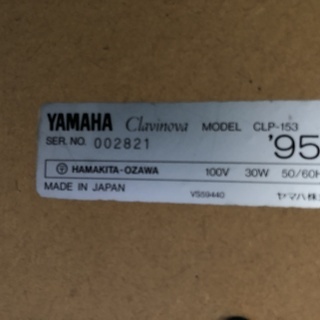 YAMAHA Clavinova MODEL CLP-153
SER. NO. 002821 '95
HAMAKITA-OZAWA 100V 30W 50/60H
MADE IN JAPAN VS59440 ヤマハ株